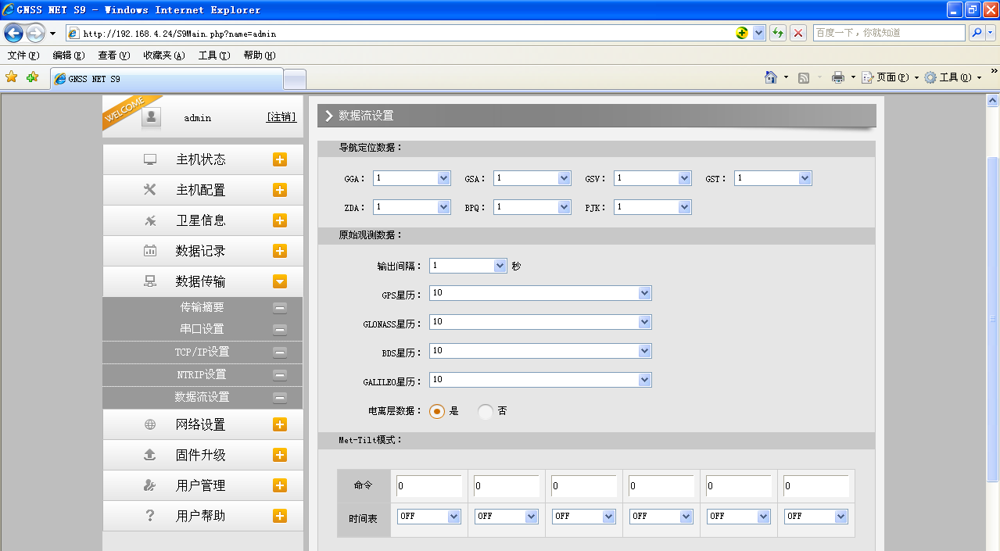 GNSS NET S9 - Windows Internet Explorer
http://192.168.4.24/S9Main.php?name=admin
百度一下，你就知道
文件(F) 编辑(E) 查看(V) 收藏夹(A) 工具(T) 帮助(H)
GNSS NET S9
页面(P) 工具(O)
WELCOME
admin
[注销]
主机状态
主机配置
卫星信息
数据记录
数据传输
传输摘要
串口设置
TCP/IP设置
NTRIP设置
数据流设置
网络设置
固件升级
用户管理
用户帮助
数据流设置
导航定位数据：
GGA： 1 GSA： 1 GSV： 1 GST： 1
ZDA： 1 BPQ： 1 PJK： 1
原始观测数据：
输出间隔： 1 秒
GPS星历： 10
GLONASS星历： 10
BDS星历： 10
GALILEO星历： 10
电离层数据： 是 否
Met-Tilt模式：
命令 0 0 0 0 0 0
时间表 OFF OFF OFF OFF OFF OFF